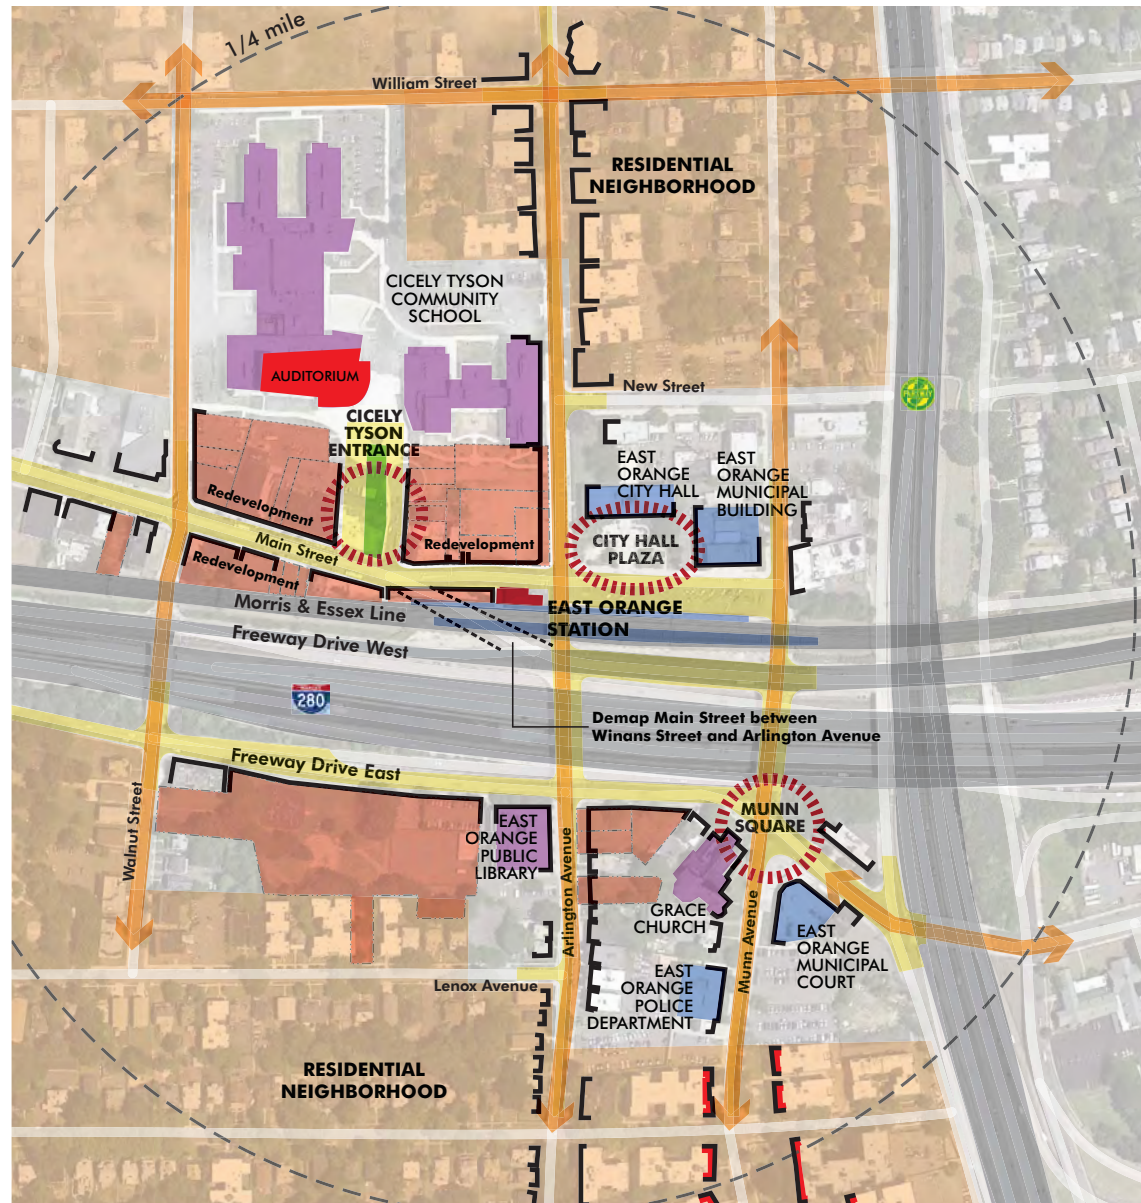 1/4 mile
William Street
RESIDENTIAL
NEIGHBORHOOD
CICELY TYSON
COMMUNITY
SCHOOL
AUDITORIUM
New Street
CICELY
TYSON
ENTRANCE
EAST
ORANGE
CITY HALL
EAST
ORANGE
MUNICIPAL
BUILDING
Redevelopment
Redevelopment
CITY HALL
PLAZA
Main Street
Redevelopment
Morris & Essex Line
EAST ORANGE
STATION
Freeway Drive West
280
Demap Main Street between
Winans Street and Arlington Avenue
Freeway Drive East
Walnut Street
MUNN
SQUARE
EAST
ORANGE
PUBLIC
LIBRARY
Arlington Avenue
GRACE
CHURCH
Munn Avenue
EAST
ORANGE
MUNICIPAL
COURT
EAST
ORANGE
POLICE
DEPARTMENT
Lenox Avenue
RESIDENTIAL
NEIGHBORHOOD